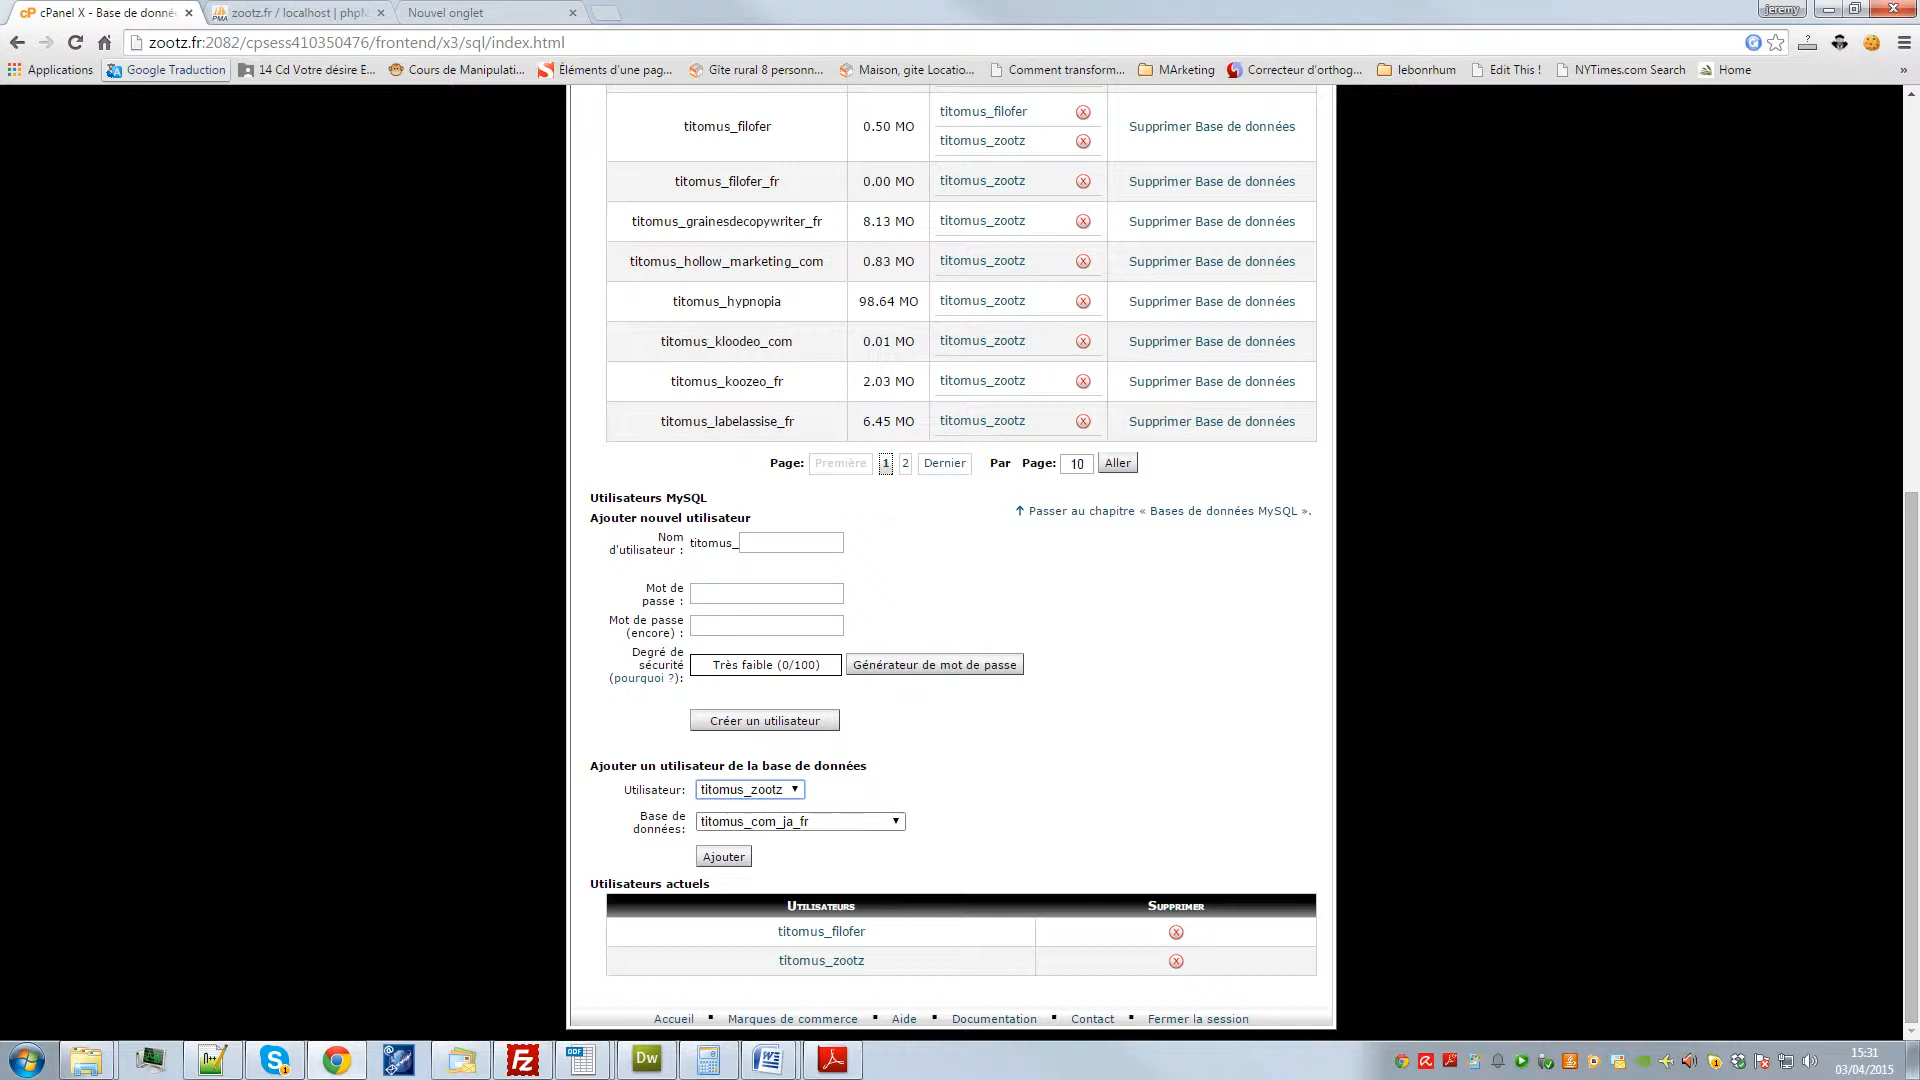 cPanel X - Base de donné
zootz.fr / localhost | phpM
Nouvel onglet
jeremy
zootz.fr:2082/cpsess410350476/frontend/x3/sql/index.html
Applications
Google Traduction
14 Cd Votre désire E...
Cours de Manipulati...
Éléments d'une pag...
Gîte rural 8 personn...
Maison, gite Locatio...
Comment transform...
MArketing
Correcteur d'orthog...
lebonrhum
Edit This !
NYTimes.com Search
Home
»
titomus_filofer 0.50 MO titomus_filofer Supprimer Base de données
titomus_zootz
titomus_filofer_fr 0.00 MO titomus_zootz Supprimer Base de données
titomus_grainesdecopywriter_fr 8.13 MO titomus_zootz Supprimer Base de données
titomus_hollow_marketing_com 0.83 MO titomus_zootz Supprimer Base de données
titomus_hypnopia 98.64 MO titomus_zootz Supprimer Base de données
titomus_kloodeo_com 0.01 MO titomus_zootz Supprimer Base de données
titomus_koozeo_fr 2.03 MO titomus_zootz Supprimer Base de données
titomus_labelassise_fr 6.45 MO titomus_zootz Supprimer Base de données
Page: Première 1 2 Dernier Par Page: 10 Aller
Utilisateurs MySQL
Passer au chapitre « Bases de données MySQL ».
Ajouter nouvel utilisateur
Nom
d'utilisateur : titomus_
Mot de
passe :
Mot de passe
(encore) :
Degré de
sécurité
(pourquoi ?):
Très faible (0/100)
Générateur de mot de passe
Créer un utilisateur
Ajouter un utilisateur de la base de données
Utilisateur: titomus_zootz
Base de
données: titomus_com_ja_fr
Ajouter
Utilisateurs actuels
Utilisateurs Supprimer
titomus_filofer
titomus_zootz
Accueil ▪ Marques de commerce ▪ Aide ▪ Documentation ▪ Contact ▪ Fermer la session
15:31
03/04/2015